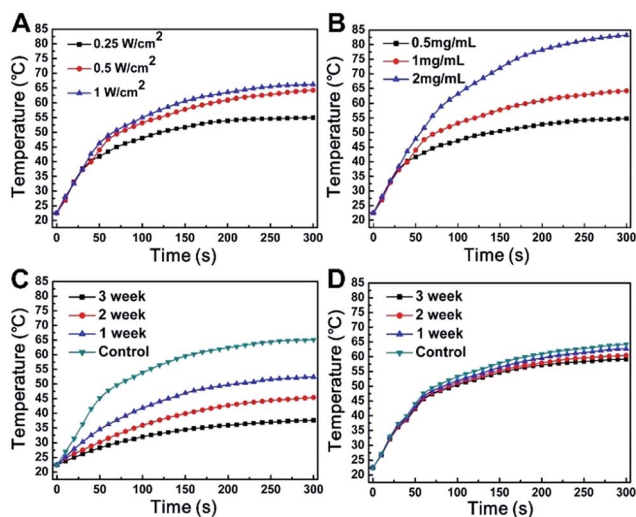 A
0.25 W/cm²
0.5 W/cm²
1 W/cm²
Temperature (°C)
85
80
75
70
65
60
55
50
45
40
35
30
25
20
0 50 100 150 200 250 300
Time (s)
B
0.5mg/mL
1mg/mL
2mg/mL
Temperature (°C)
85
80
75
70
65
60
55
50
45
40
35
30
25
20
0 50 100 150 200 250 300
Time (s)
C
3 week
2 week
1 week
Control
Temperature (°C)
85
80
75
70
65
60
55
50
45
40
35
30
25
20
0 50 100 150 200 250 300
Time (s)
D
3 week
2 week
1 week
Control
Temperature (°C)
85
80
75
70
65
60
55
50
45
40
35
30
25
20
0 50 100 150 200 250 300
Time (s)